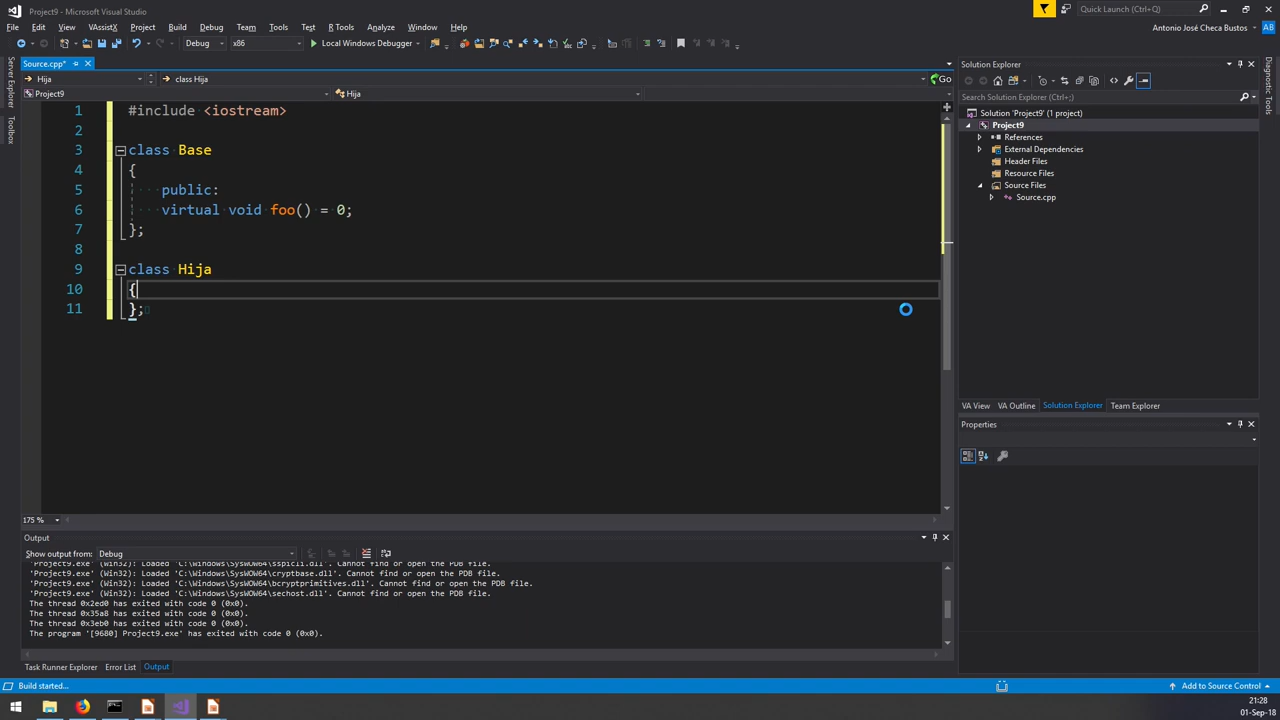 Project9 - Microsoft Visual Studio
Quick Launch (Ctrl+Q)
File Edit View VAssistX Project Build Debug Team Tools Test R Tools Analyze Window Help
Antonio José Checa Bustos AB
Debug x86 Local Windows Debugger
Source.cpp*
Hija class Hija Go
Project9 Hija
1 #include <iostream>
2
3 class Base
4 {
5 public:
6 virtual void foo() = 0;
7 };
8
9 class Hija
10 {
11 };
175 %
Server Explorer
Toolbox
Solution Explorer
Search Solution Explorer (Ctrl+;)
Solution 'Project9' (1 project)
Project9
References
External Dependencies
Header Files
Resource Files
Source Files
Source.cpp
VA View VA Outline Solution Explorer Team Explorer
Properties
Diagnostic Tools
Output
Show output from: Debug
'Project9.exe' (Win32): Loaded 'C:\Windows\SysWOW64\sspicli.dll'. Cannot find or open the PDB file.
'Project9.exe' (Win32): Loaded 'C:\Windows\SysWOW64\cryptbase.dll'. Cannot find or open the PDB file.
'Project9.exe' (Win32): Loaded 'C:\Windows\SysWOW64\bcryptprimitives.dll'. Cannot find or open the PDB file.
'Project9.exe' (Win32): Loaded 'C:\Windows\SysWOW64\sechost.dll'. Cannot find or open the PDB file.
The thread 0x2ed0 has exited with code 0 (0x0).
The thread 0x35a8 has exited with code 0 (0x0).
The thread 0x3eb0 has exited with code 0 (0x0).
The program '[9680] Project9.exe' has exited with code 0 (0x0).
Task Runner Explorer Error List Output
Build started...
Add to Source Control
21:28
01-Sep-18